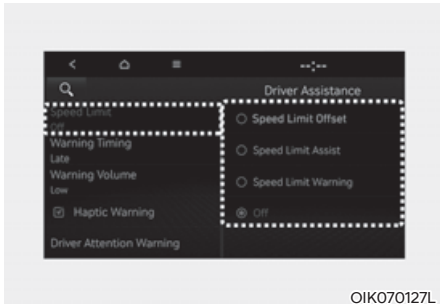 --:--
Driver Assistance
Speed Limit
Off
Warning Timing
Late
Warning Volume
Low
Haptic Warning
Driver Attention Warning
Speed Limit Offset
Speed Limit Assist
Speed Limit Warning
Off
OIK070127L